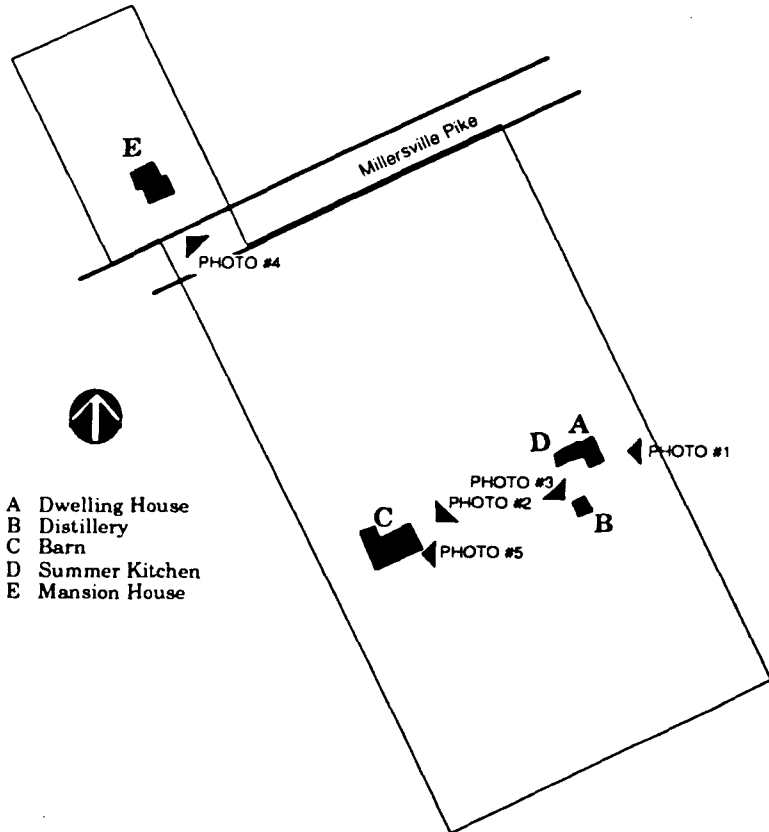 E
Millersville Pike
PHOTO #4
A
D
PHOTO #1
PHOTO #3
PHOTO #2
C
B
PHOTO #5
A Dwelling House
B Distillery
C Barn
D Summer Kitchen
E Mansion House